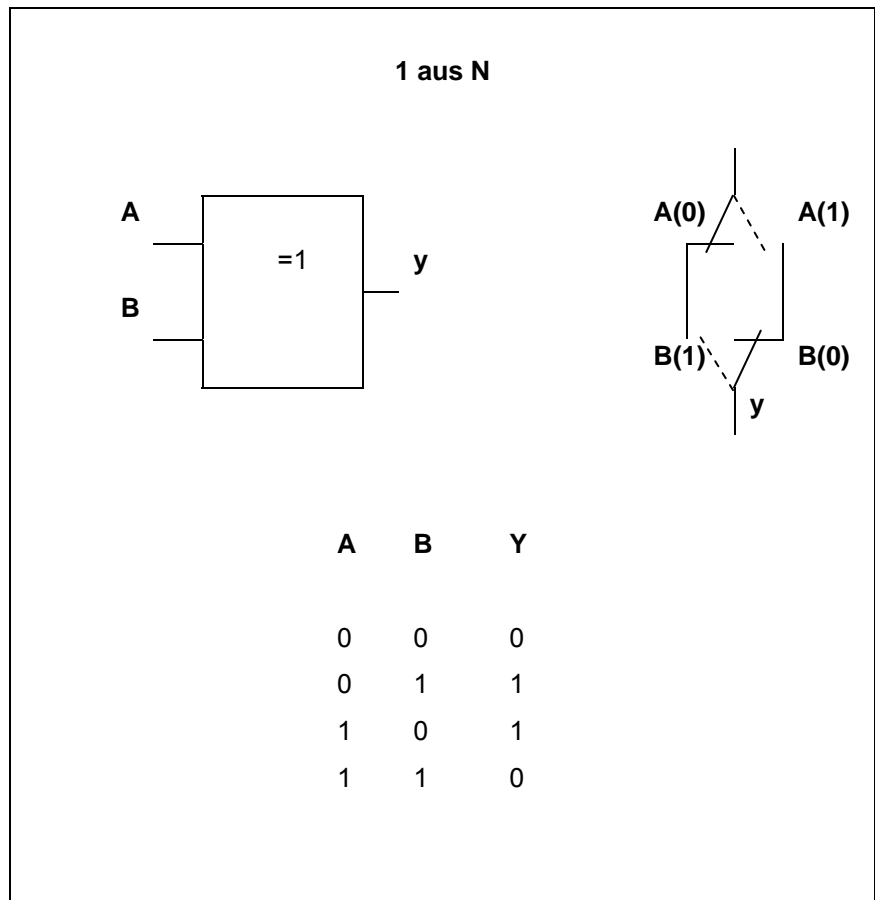 1 aus N
A
=1
y
B
A(0) A(1)
B(1) B(0)
y
A B Y
0 0 0
0 1 1
1 0 1
1 1 0